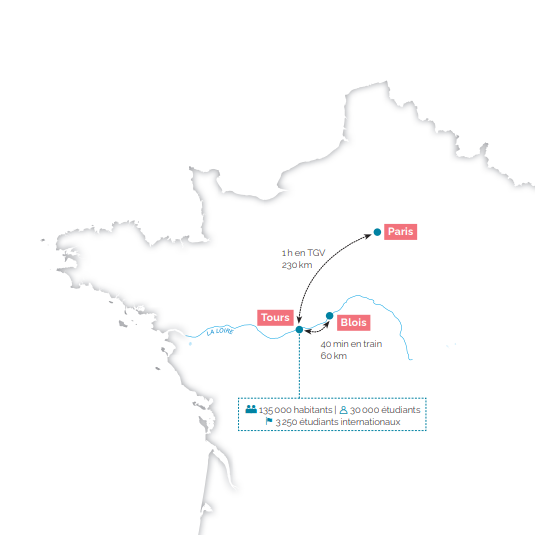 Paris
1 h en TGV
230 km
Tours
Blois
LA LOIRE
40 min en train
60 km
135 000 habitants | 30 000 étudiants
3 250 étudiants internationaux